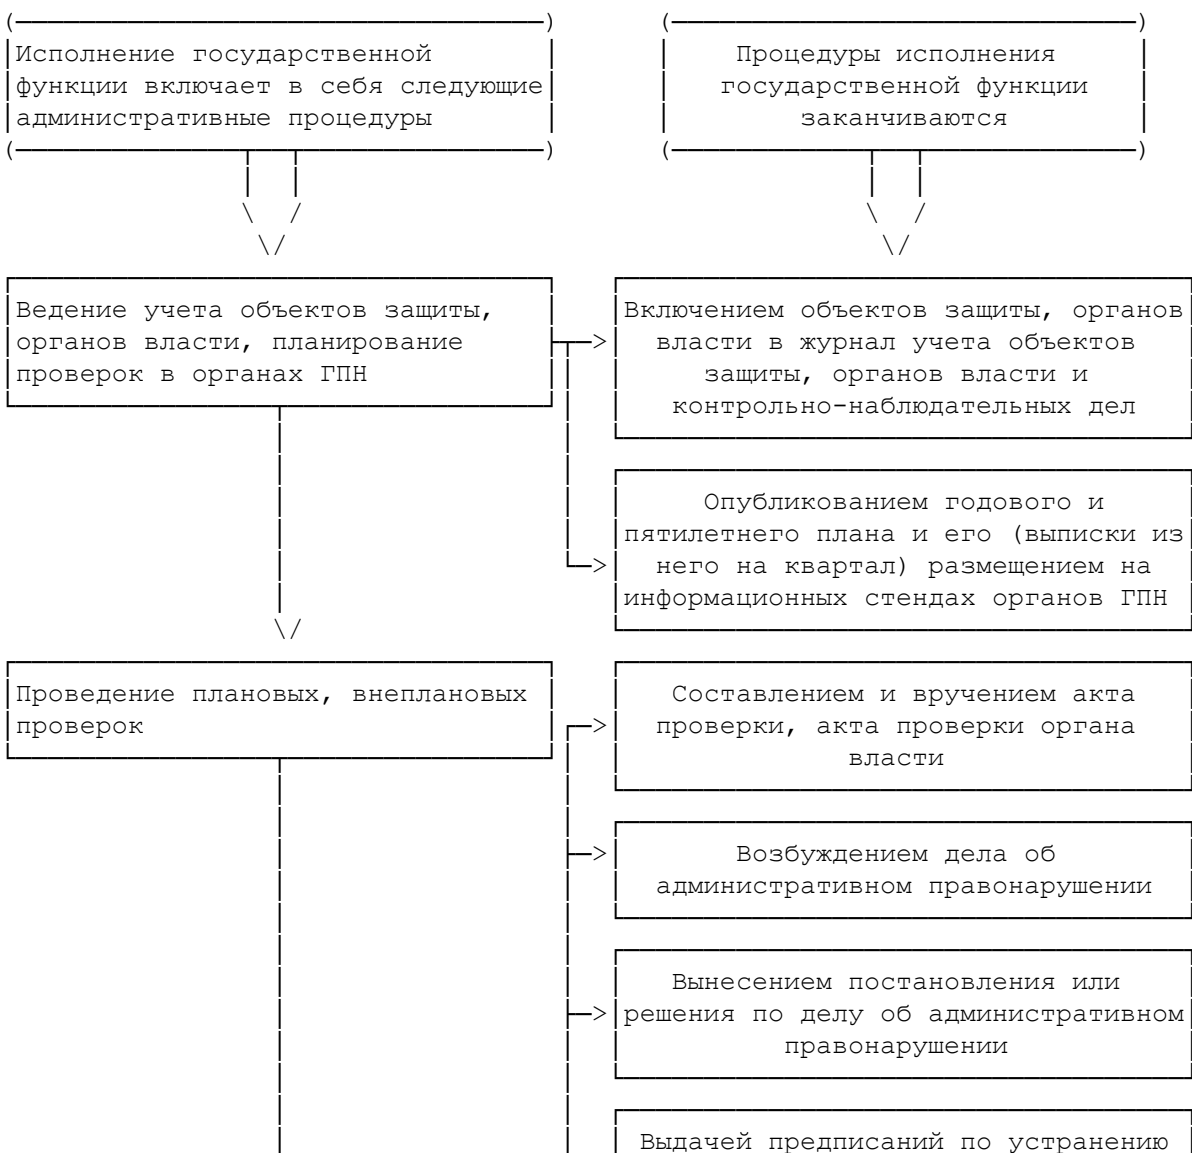 Исполнение государственной
функции включает в себя следующие
административные процедуры
Процедуры исполнения
государственной функции
заканчиваются
Ведение учета объектов защиты,
органов власти, планирование
проверок в органах ГПН
Включением объектов защиты, органов
власти в журнал учета объектов
защиты, органов власти и
контрольно-наблюдательных дел
Опубликованием годового и
пятилетнего плана и его (выписки из
него на квартал) размещением на
информационных стендах органов ГПН
Проведение плановых, внеплановых
проверок
Составлением и вручением акта
проверки, акта проверки органа
власти
Возбуждением дела об
административном правонарушении
Вынесением постановления или
решения по делу об административном
правонарушении
Выдачей предписаний по устранению